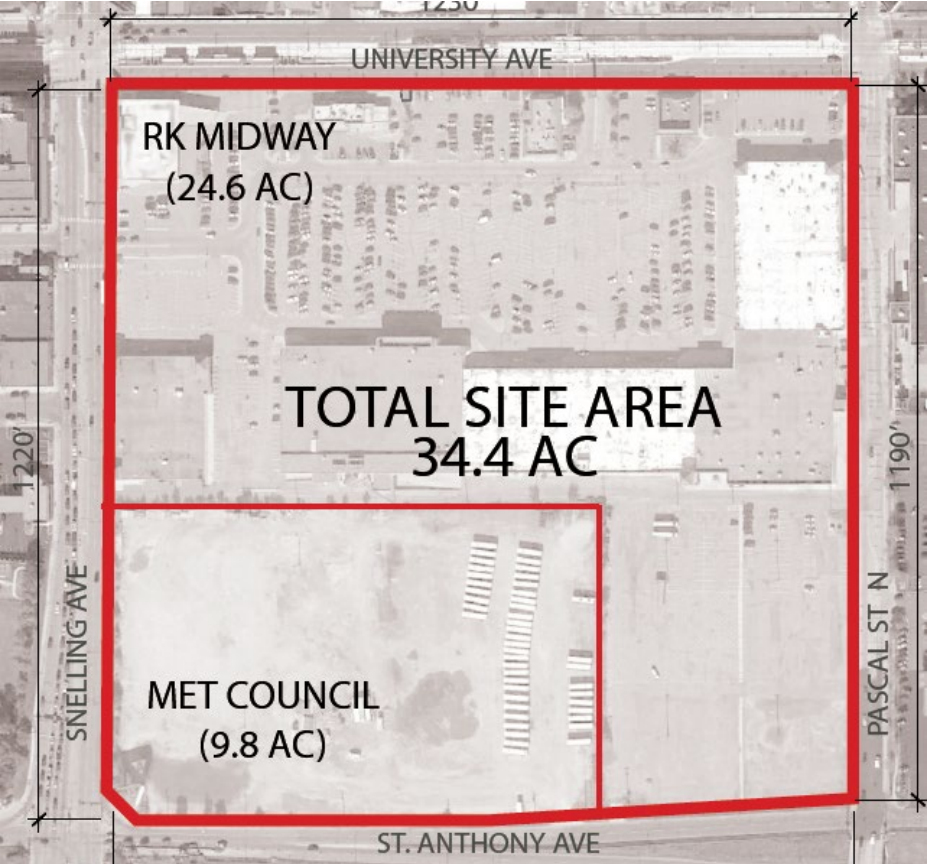 1230'
UNIVERSITY AVE
RK MIDWAY
(24.6 AC)
TOTAL SITE AREA
34.4 AC
1220'
1190'
SNELLING AVE
PASCAL ST N
MET COUNCIL
(9.8 AC)
ST. ANTHONY AVE